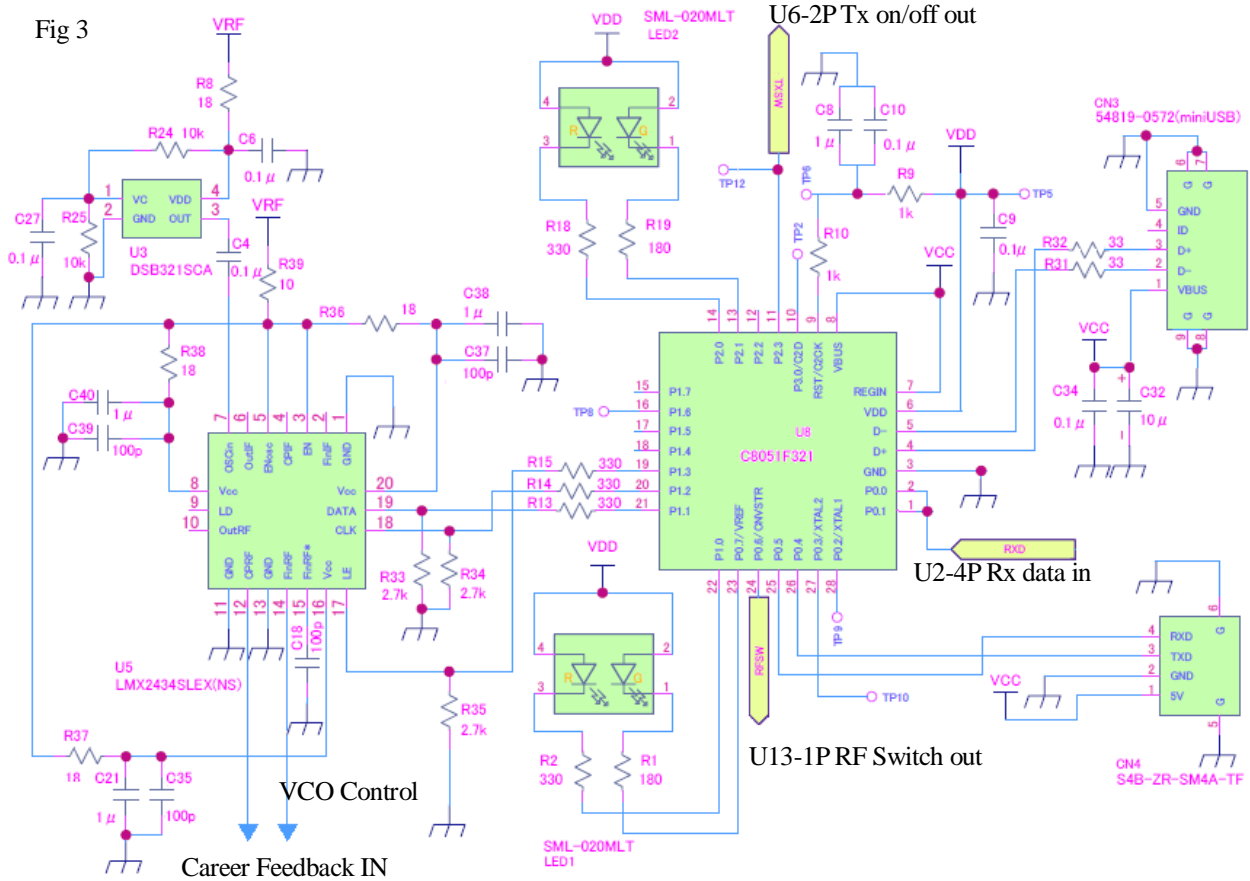 Fig 3
VRF
R8
18
R24 10k
C6
0.1μ
1 VC VDD 4
2 GND OUT 3
U3
DSB321SCA
C27
0.1μ
R25
10k
C4
0.1μ
VRF
R39
10
R36 18
C38
1μ
C37
100p
R38
18
C40
1μ
C39
100p
7 6 5 4 3 2 1
OSCin OutIF ENosc CPIF EN FinIF GND
8 Vcc
9 LD
10 OutRF
Vcc 20
DATA 19
CLK 18
GND CPRF GND FinRF FinRF* Vcc LE
11 12 13 14 15 16 17
U5
LMX2434SLEX(NS)
C18
100p
R33
2.7k
R34
2.7k
R35
2.7k
R37
18
C21
1μ
C35
100p
VCO Control
Career Feedback IN
SML-020MLT
LED2
VDD
4 2
R G
3 1
R18
330
R19
180
U6-2P Tx on/off out
TXSW
TP12
C8
1μ
C10
0.1μ
TP6
TP2
R9
1k
R10
1k
VDD
TP5
C9
0.1μ
VCC
14 13 12 11 10 9 8
P2.0 P2.1 P2.2 P2.3 P3.0/C2D RST/C2CK VBUS
15 P1.7
TP8 16 P1.6
17 P1.5
18 P1.4
19 P1.3
20 P1.2
21 P1.1
R15 330
R14 330
R13 330
U8
C8051F321
REGIN 7
VDD 6
D- 5
D+ 4
GND 3
P0.0 2
P0.1 1
P1.0 P0.7/VREF P0.6/CNVSTR P0.5 P0.4 P0.3/XTAL2 P0.2/XTAL1
22 23 24 25 26 27 28
TP9
TP10
RXD
U2-4P Rx data in
RFSW
U13-1P RF Switch out
VDD
4 2
R G
3 1
R2
330
R1
180
SML-020MLT
LED1
CN3
54819-0572(miniUSB)
6 7
G G
5 GND
4 ID
3 D+
2 D-
1 VBUS
G G
9 8
R32 33
R31 33
VCC
C34
0.1μ
+
C32
10μ
-
6
G
4 RXD
3 TXD
2 GND
1 5V
G
5
VCC
CN4
S4B-ZR-SM4A-TF